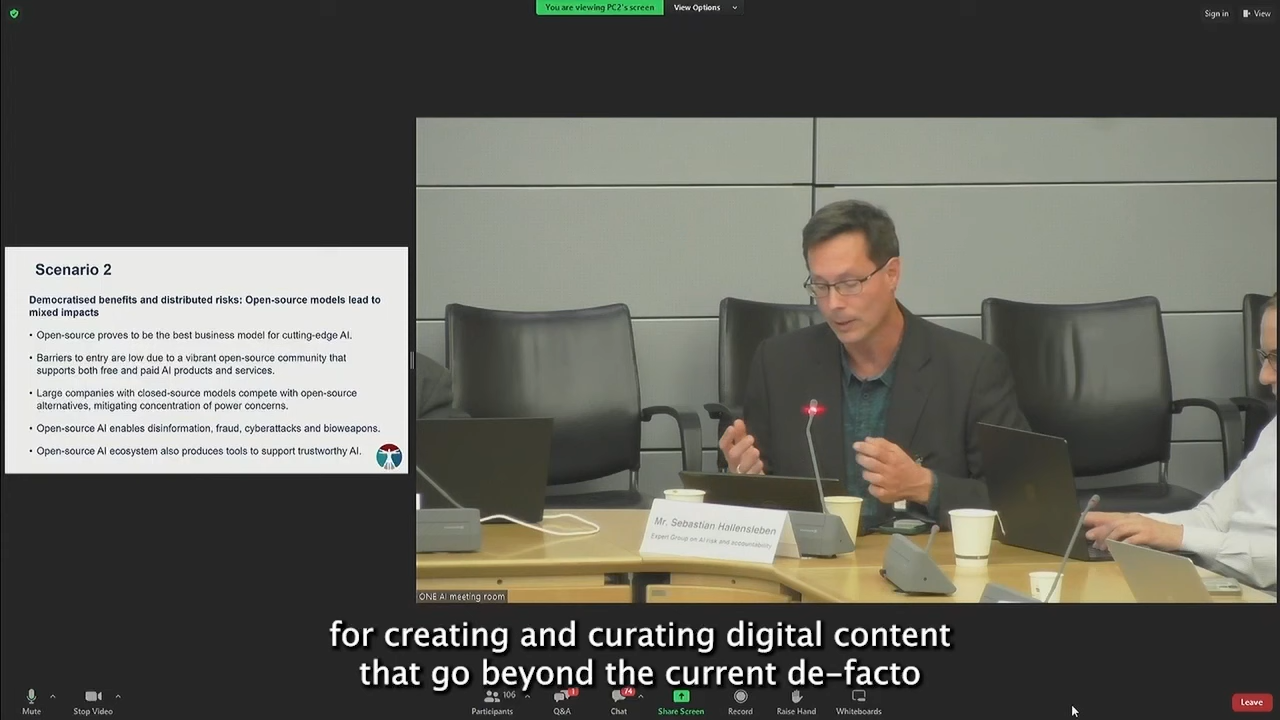 You are viewing PC2's screen
View Options
Sign in
View
Scenario 2
Democratised benefits and distributed risks: Open-source models lead to
mixed impacts
• Open-source proves to be the best business model for cutting-edge AI.
• Barriers to entry are low due to a vibrant open-source community that
supports both free and paid AI products and services.
• Large companies with closed-source models compete with open-source
alternatives, mitigating concentration of power concerns.
• Open-source AI enables disinformation, fraud, cyberattacks and bioweapons.
• Open-source AI ecosystem also produces tools to support trustworthy AI.
Mr. Sebastian Hallensleben
Expert Group on AI risk and accountability
ONE AI meeting room
for creating and curating digital content
that go beyond the current de-facto
Mute
Stop Video
106
Participants
1
Q&A
74
Chat
Share Screen
Record
Raise Hand
Whiteboards
Leave